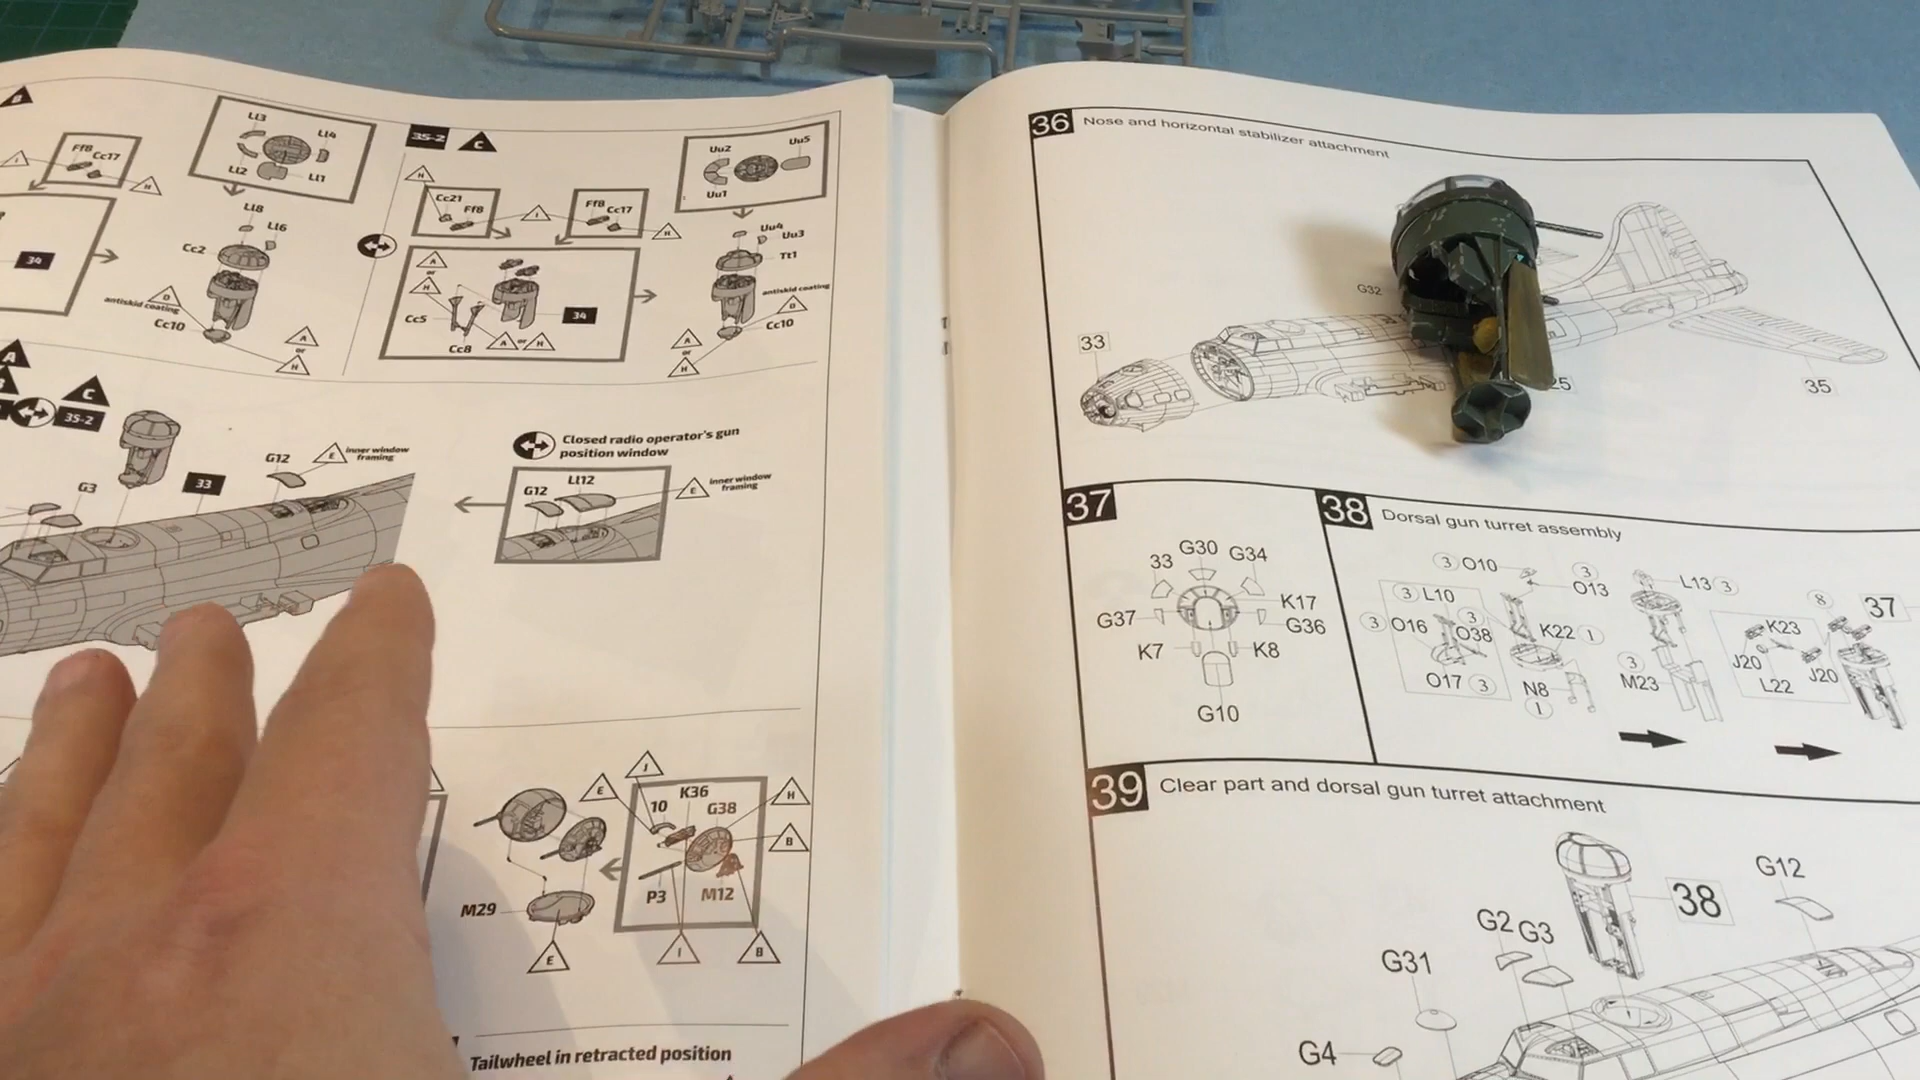 B
Ff8
Cc17
I
H
Ll3
Ll4
Ll2
Ll1
34
Ll8
Ll6
Cc2
antiskid coating
D
Cc10
A
or
H
35-2
C
H
Cc21
Ff8
I
Ff8
Cc17
H
Uu2
Uu5
Uu1
A
or
H
Cc5
Cc8
A or H
34
Uu4
Uu3
Tt1
antiskid coating
D
Cc10
A
or
H
A
C
35-2
G3
33
G12
E
inner window
framing
Closed radio operator's gun
position window
G12
Ll12
E
inner window
framing
E
J
10
K36
G38
H
B
P3
M12
M29
E
I
B
Tailwheel in retracted position
36
Nose and horizontal stabilizer attachment
G32
33
25
35
37
33
G30
G34
G37
K17
G36
K7
K8
G10
38
Dorsal gun turret assembly
3 O10
3
O13
3 L10
3 O16
3
O38
O17 3
K22 1
N8
1
L13 3
3
M23
K23
J20
L22
J20
8
37
39
Clear part and dorsal gun turret attachment
38
G12
G2
G3
G31
G4